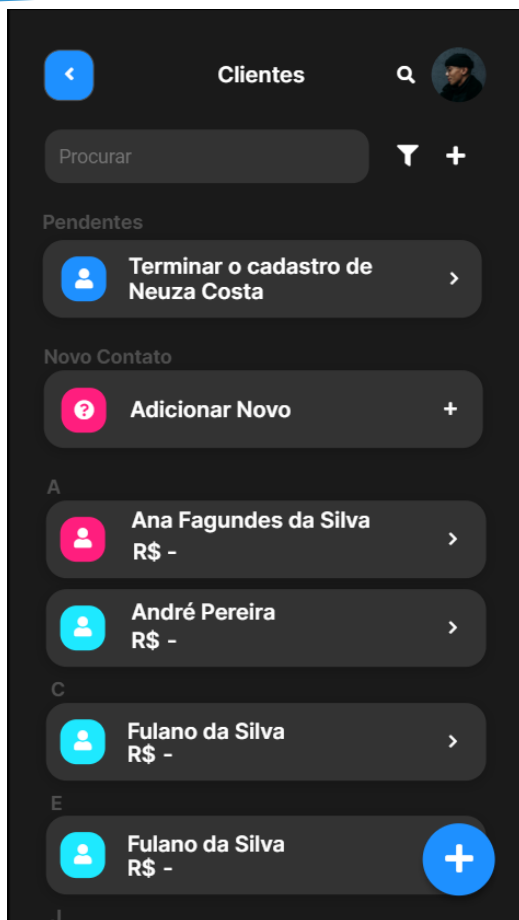 Clientes
Procurar
Pendentes
Terminar o cadastro de
Neuza Costa
Novo Contato
Adicionar Novo
A
Ana Fagundes da Silva
R$ -
André Pereira
R$ -
C
Fulano da Silva
R$ -
E
Fulano da Silva
R$ -